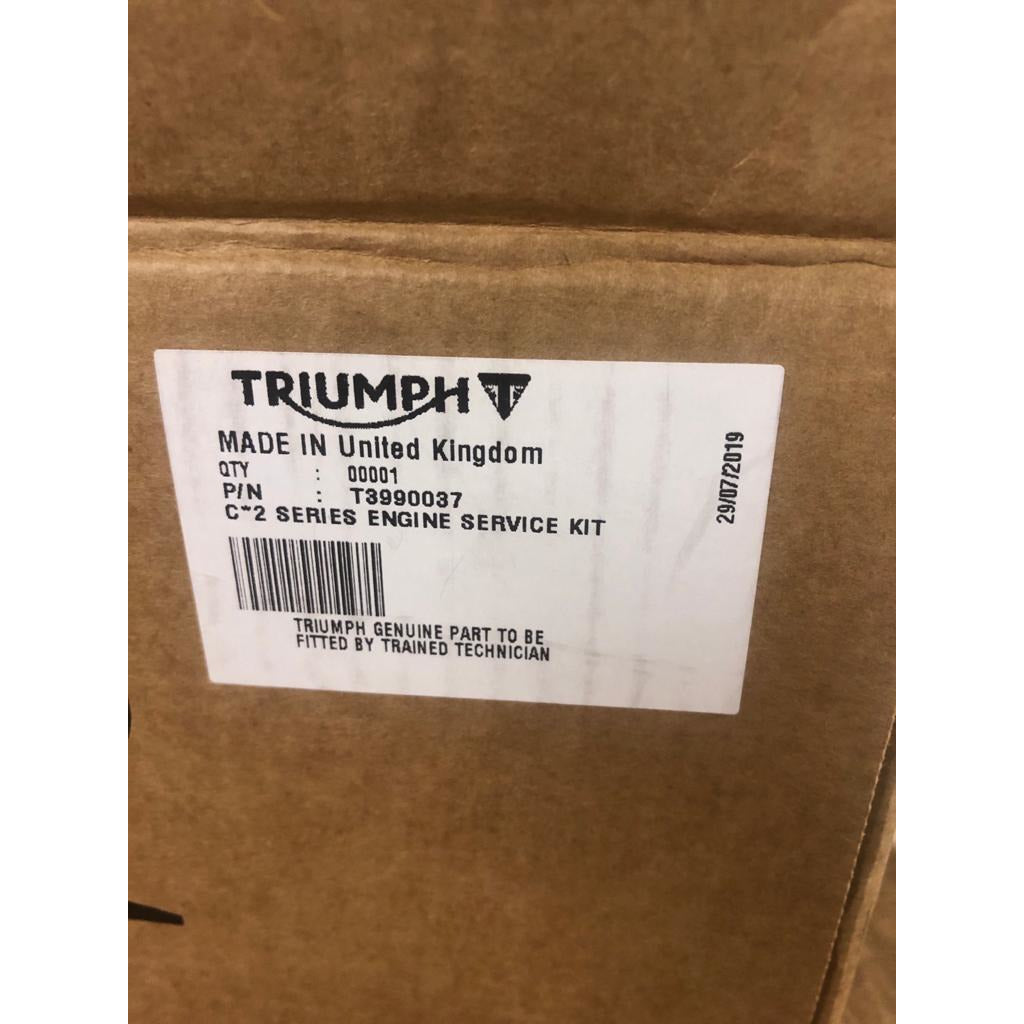 TRIUMPH
MADE IN United Kingdom
QTY : 00001
P/N : T3990037
C*2 SERIES ENGINE SERVICE KIT
TRIUMPH GENUINE PART TO BE
FITTED BY TRAINED TECHNICIAN
29/07/2019